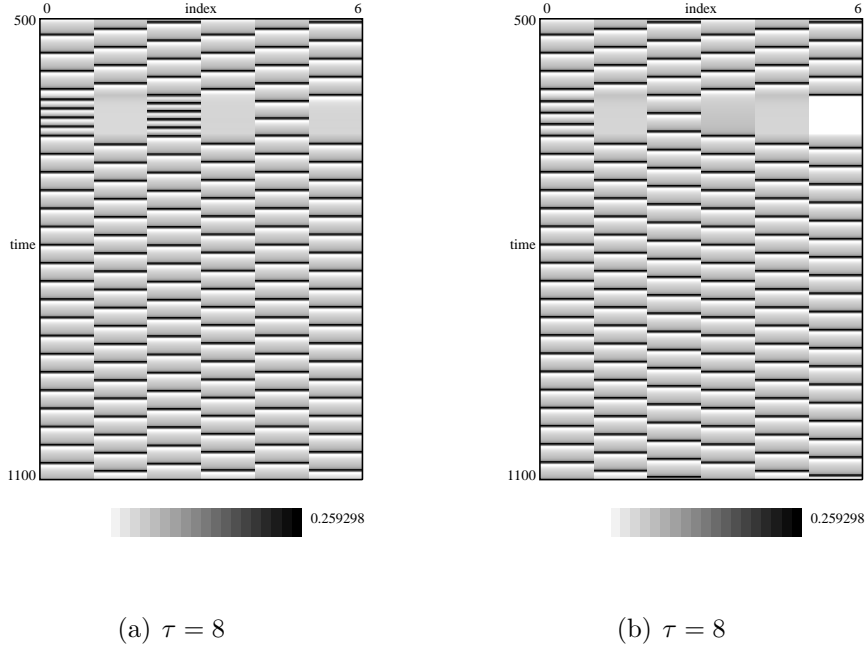 0 index 6
500
time
1100
0.259298
(a) τ = 8
0 index 6
500
time
1100
0.259298
(b) τ = 8